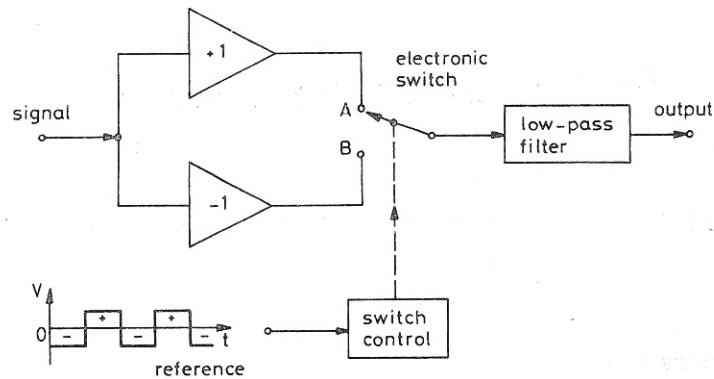 +1
electronic
switch
signal
A
low-pass
filter
output
B
-1
V
+ +
0
- - -
t
switch
control
reference